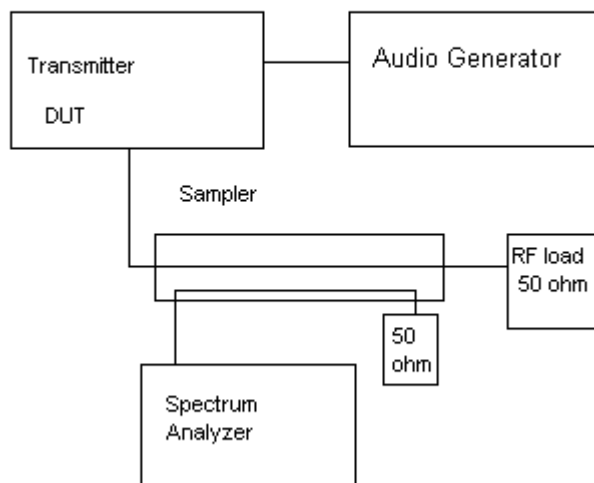 Transmitter
DUT
Audio Generator
Sampler
RF load
50 ohm
50
ohm
Spectrum
Analyzer